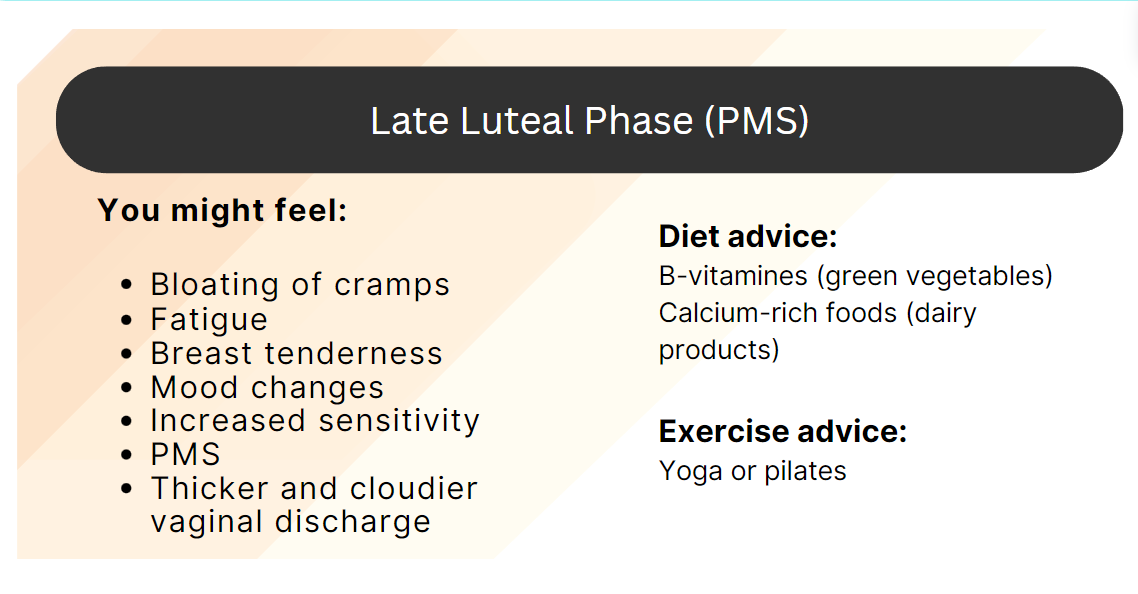 Late Luteal Phase (PMS)
You might feel:
• Bloating of cramps
• Fatigue
• Breast tenderness
• Mood changes
• Increased sensitivity
• PMS
• Thicker and cloudier
vaginal discharge
Diet advice:
B-vitamines (green vegetables)
Calcium-rich foods (dairy
products)
Exercise advice:
Yoga or pilates